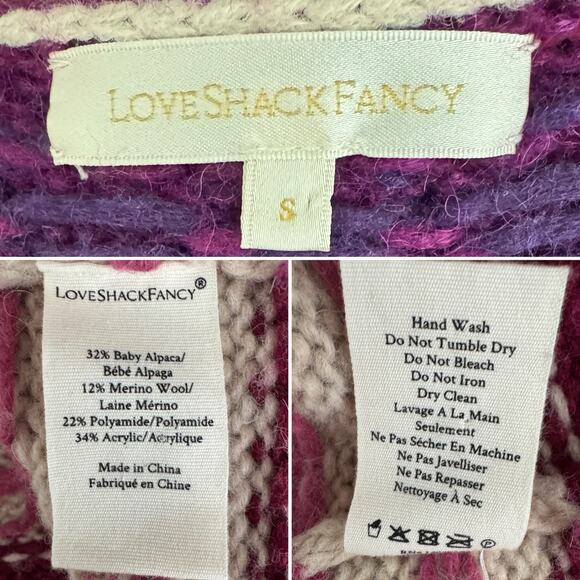 LOVESHACKFANCY
S
LOVESHACKFANCY®
32% Baby Alpaca/
Bébé Alpaga
12% Merino Wool/
Laine Mérino
22% Polyamide/Polyamide
34% Acrylic/Acrylique
Made in China
Fabriqué en Chine
Hand Wash
Do Not Tumble Dry
Do Not Bleach
Do Not Iron
Dry Clean
Lavage A La Main
Seulement
Ne Pas Sécher En Machine
Ne Pas Javelliser
Ne Pas Repasser
Nettoyage À Sec
P